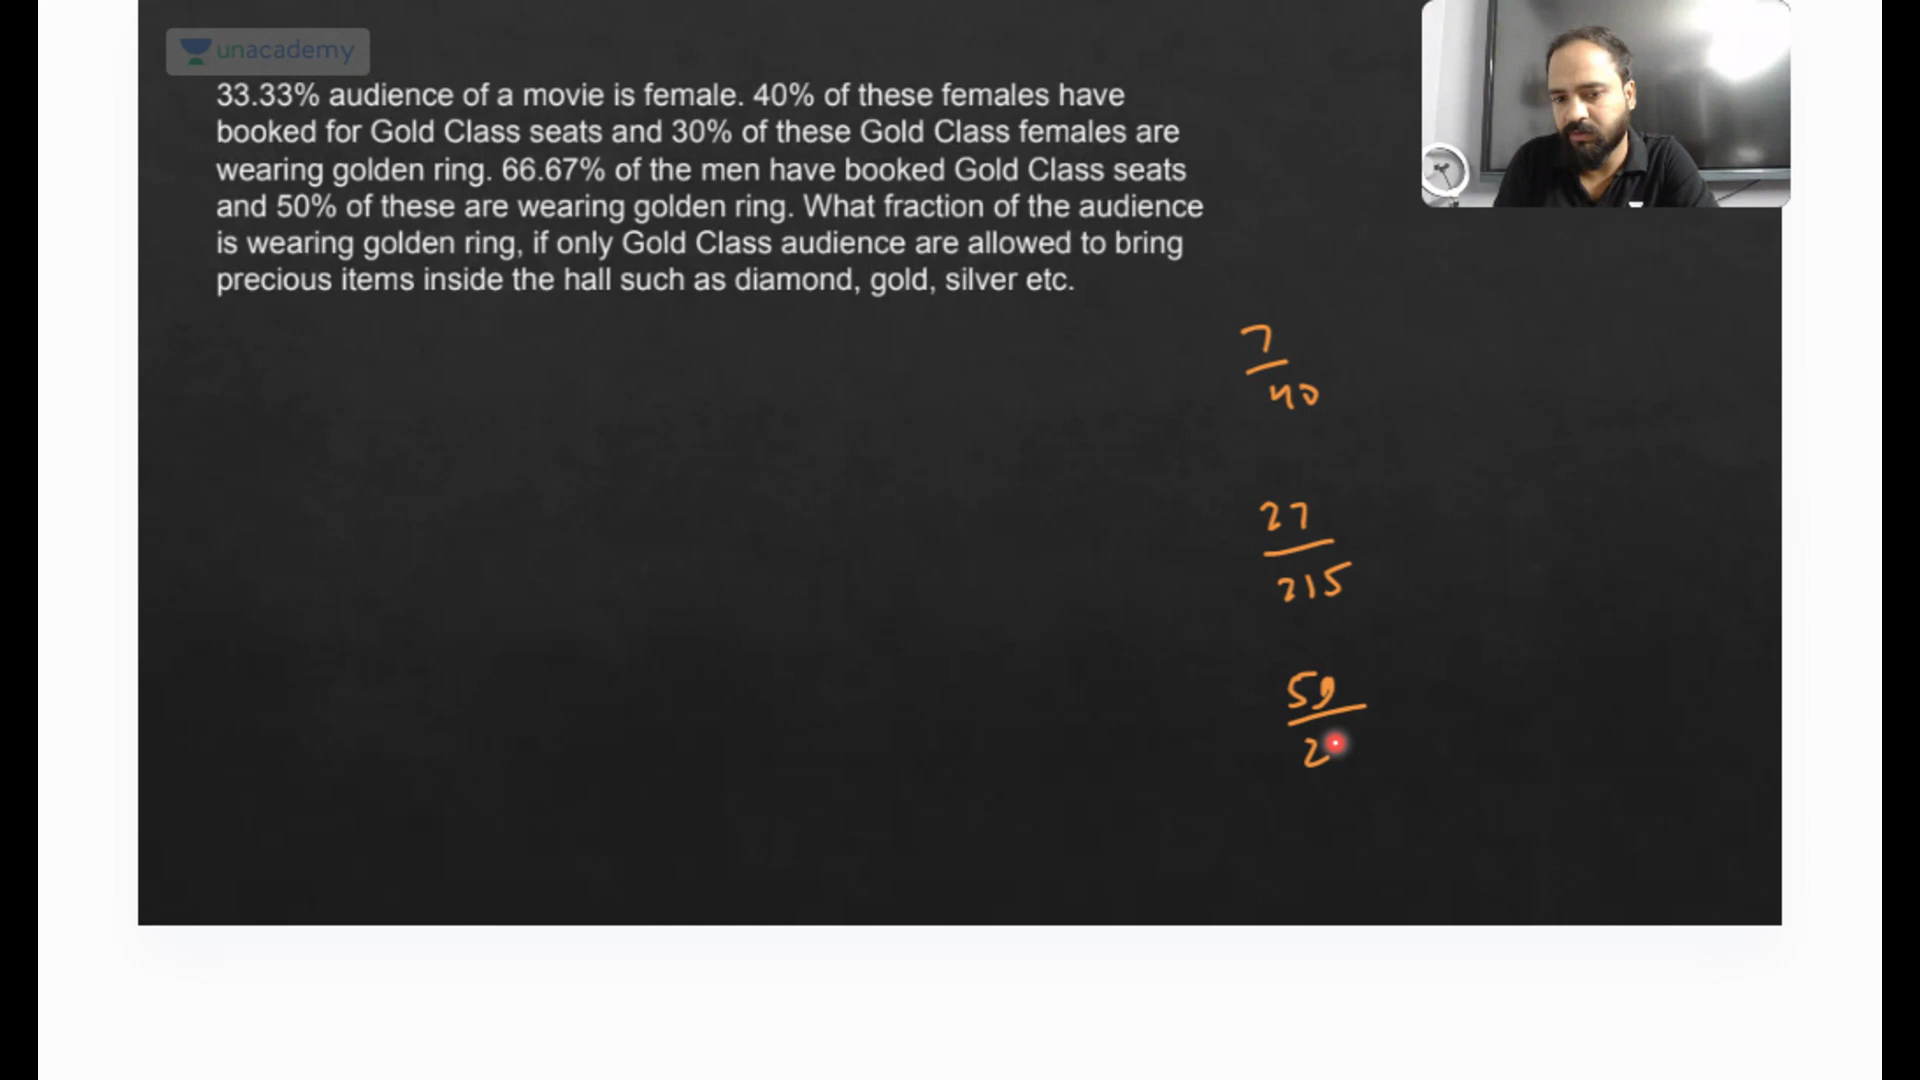 unacademy
33.33% audience of a movie is female. 40% of these females have
booked for Gold Class seats and 30% of these Gold Class females are
wearing golden ring. 66.67% of the men have booked Gold Class seats
and 50% of these are wearing golden ring. What fraction of the audience
is wearing golden ring, if only Gold Class audience are allowed to bring
precious items inside the hall such as diamond, gold, silver etc.
7
40
27
215
59
2